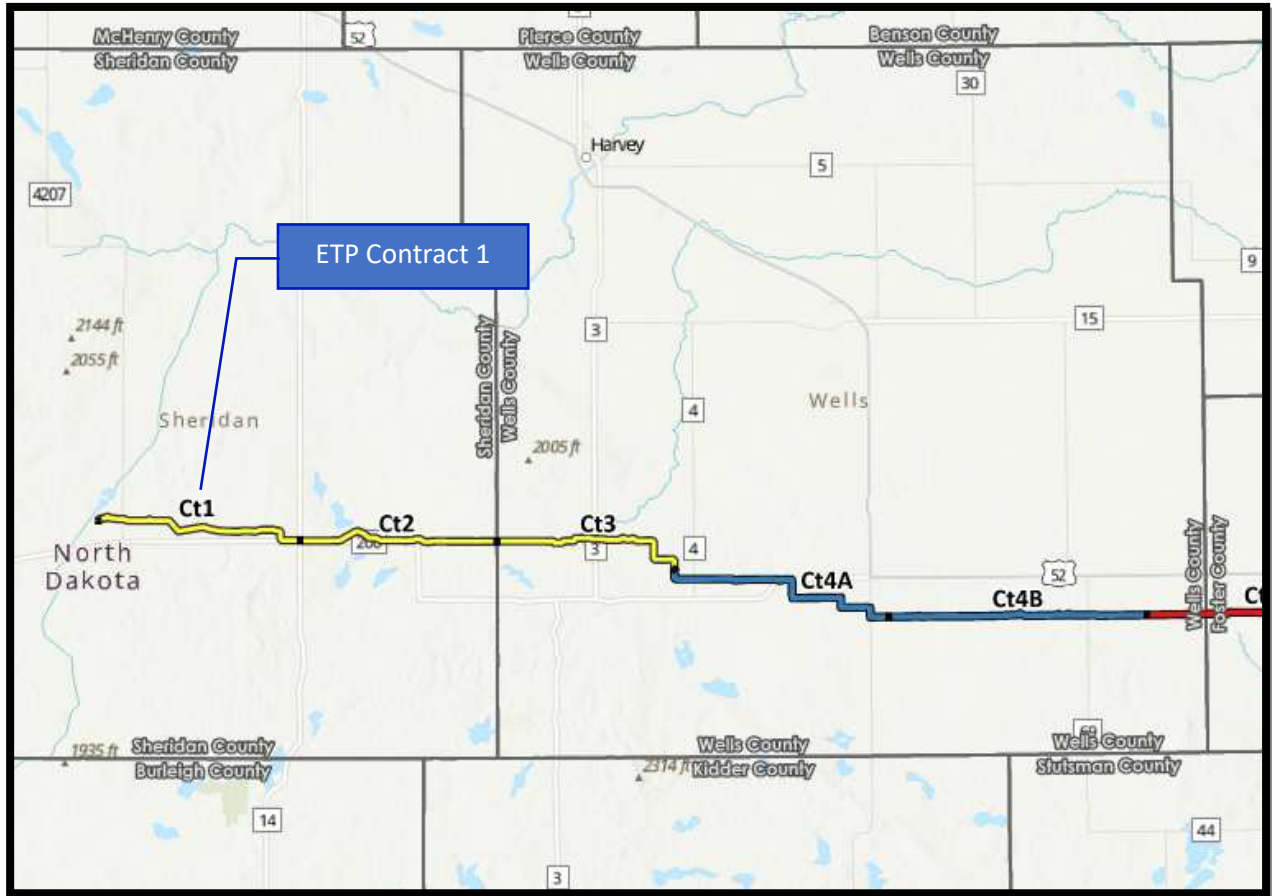 McHenry County
Sheridan County
52
Pierce County
Wells County
Benson County
Wells County
30
Harvey
5
4207
ETP Contract 1
9
2144 ft
2055 ft
3
15
Sheridan County
Wells County
Sheridan
4
Wells
2005 ft
Ct1
Ct2
Ct3
North
Dakota
3
4
52
Ct4A
Ct4B
Wells County
Foster County
1935 ft
Sheridan County
Burleigh County
Wells County
Kidder County
2314 ft
Wells County
Stutsman County
14
44
3